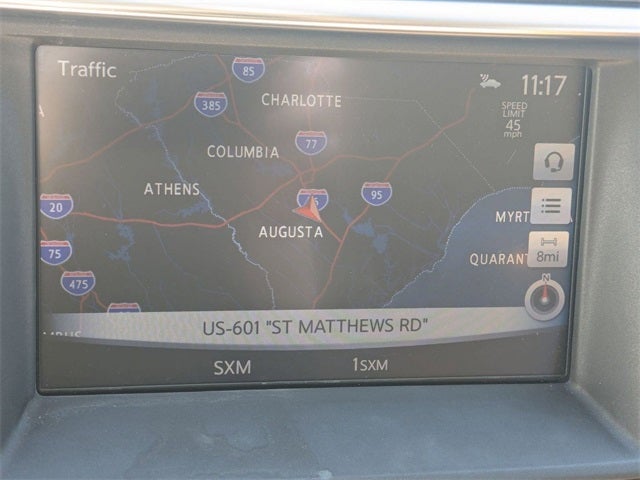 Traffic
11:17
85
SPEED
LIMIT
45
mph
385
CHARLOTTE
77
COLUMBIA
ATHENS
95
20
AUGUSTA
MYRT
75
QUARANT
8mi
475
N
US-601 "ST MATTHEWS RD"
SXM
1SXM